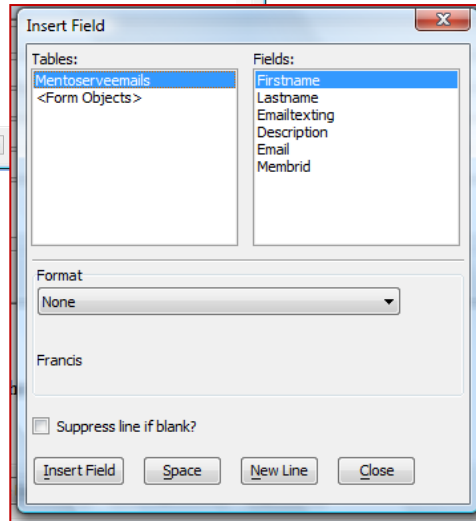 Insert Field
Tables: Fields:
Mentoserveemails
<Form Objects>
Firstname
Lastname
Emailtexting
Description
Email
Membrid
Format
None
Francis
Suppress line if blank?
Insert Field Space New Line Close